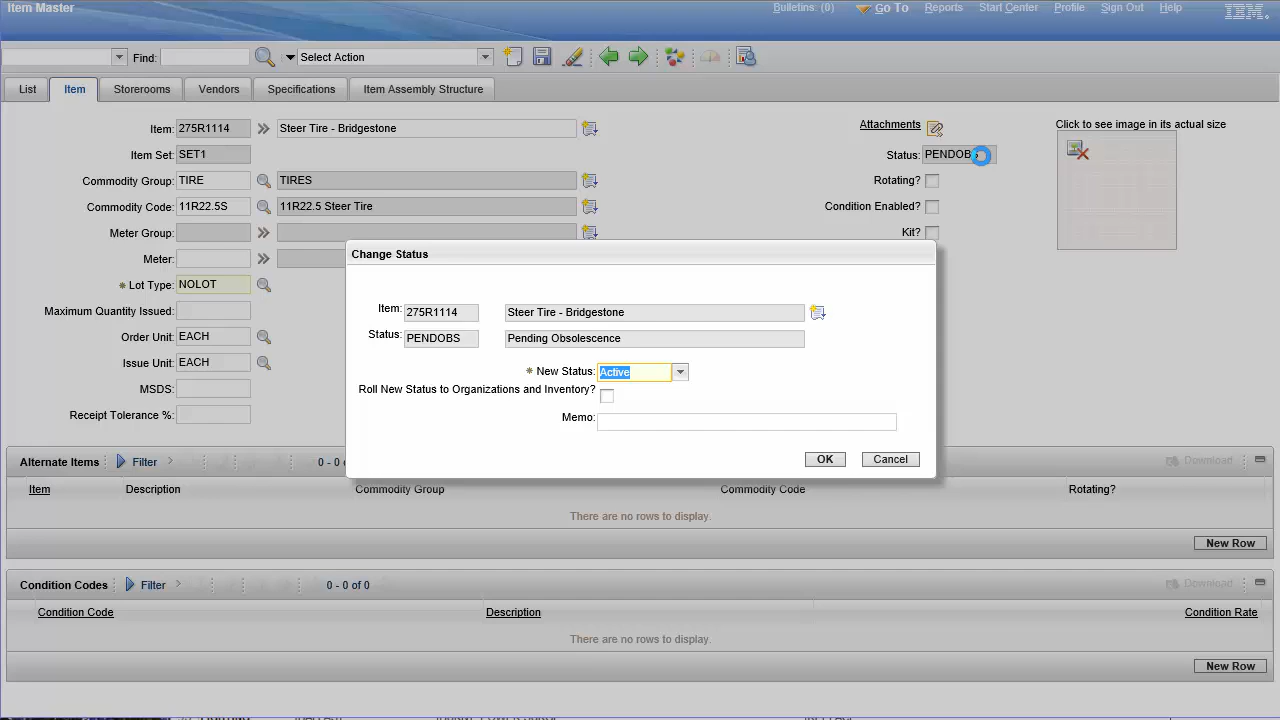 Item Master
Bulletins: (0) Go To Reports Start Center Profile Sign Out Help IBM.
Find: Select Action
List Item Storerooms Vendors Specifications Item Assembly Structure
Item: 275R1114 Steer Tire - Bridgestone
Attachments
Click to see image in its actual size
Item Set: SET1
Status: PENDOBS
Commodity Group: TIRE TIRES
Rotating?
Commodity Code: 11R22.5S 11R22.5 Steer Tire
Condition Enabled?
Meter Group:
Kit?
Meter:
Lot Type: NOLOT
Maximum Quantity Issued:
Order Unit: EACH
Issue Unit: EACH
MSDS:
Receipt Tolerance %:
Change Status
Item: 275R1114 Steer Tire - Bridgestone
Status: PENDOBS Pending Obsolescence
New Status: Active
Roll New Status to Organizations and Inventory?
Memo:
OK Cancel
Alternate Items Filter 0 - 0 Download
Item Description Commodity Group Commodity Code Rotating?
There are no rows to display.
New Row
Condition Codes Filter 0 - 0 of 0 Download
Condition Code Description Condition Rate
There are no rows to display.
New Row